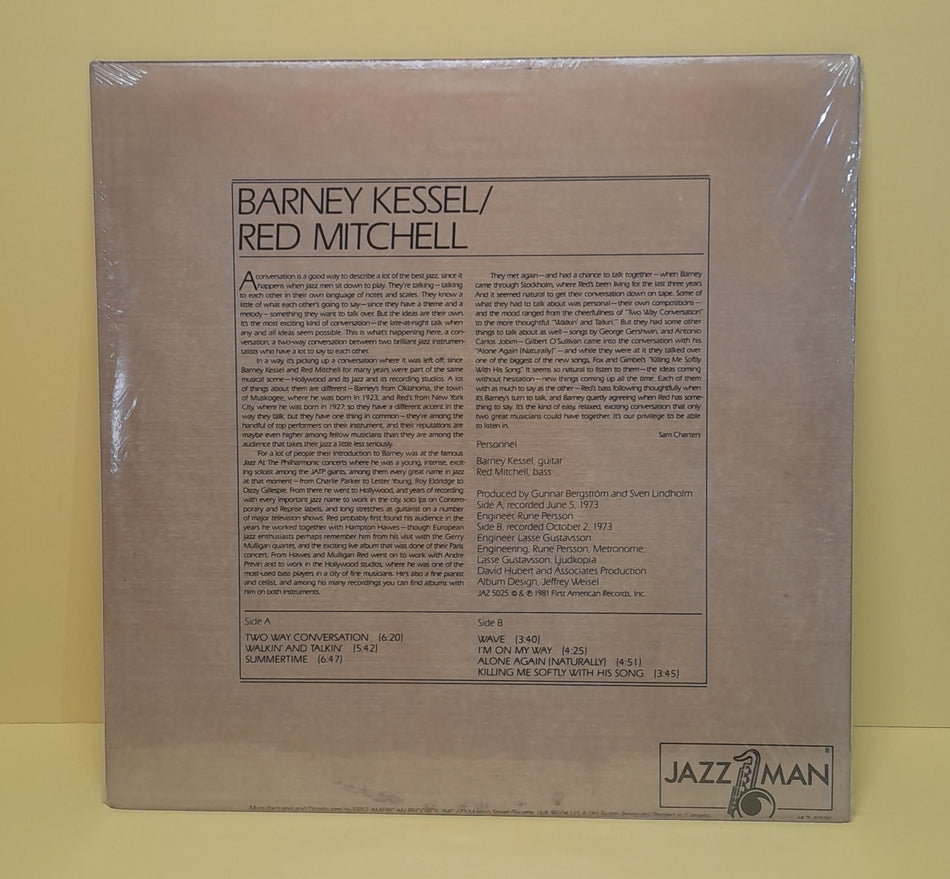 BARNEY KESSEL/
RED MITCHELL
A conversation is a good way to describe a lot of the best jazz, since it
happens when jazz men sit down to play. They're talking—talking
to each other in their own language of notes and scales. They know a
little of what each other's going to say—since they have a theme and a
melody—something they want to talk over. But the ideas are their own.
It's the most exciting kind of conversation—the late-at-night talk when
any and all ideas seem possible. This is what's happening here, a con-
versation, a two-way conversation between two brilliant jazz instrumen-
talists who have a lot to say to each other.
In a way, it's picking up a conversation where it was left off, since
Barney Kessel and Red Mitchell for many years were part of the same
musical scene—Hollywood and its jazz and its recording studios. A lot
of things about them are different—Barney's from Oklahoma, the town
of Muskogee, where he was born in 1923, and Red's from New York
City, where he was born in 1927, so they have a different accent in the
way they talk, but they have one thing in common—they're among the
handful of top performers on their instrument, and their reputations are
maybe even higher among fellow musicians than they are among the
audience that takes their jazz a little less seriously.
For a lot of people their introduction to Barney was at the famous
Jazz At The Philharmonic concerts where he was a young, intense, excit-
ing soloist among the JATP giants, among them every great name in jazz
at that moment—from Charlie Parker to Lester Young, Roy Eldridge to
Dizzy Gillespie. From there he went to Hollywood, and years of recording
with every important jazz name to work in the city, solo lps on Contem-
porary and Reprise labels, and long stretches as guitarist on a number
of major television shows. Red probably first found his audience in the
years he worked together with Hampton Hawes—though European
jazz enthusiasts perhaps remember him from his visit with the Gerry
Mulligan quartet, and the exciting live album that was done of their Paris
concert. From Hawes and Mulligan Red went on to work with Andre
Previn and to work in the Hollywood studios, where he was one of the
most-used bass players in a city of fine musicians. He's also a fine pianist
and cellist, and among his many recordings you can find albums with
him on both instruments.
They met again—and had a chance to talk together—when Barney
came through Stockholm, where Red's been living for the last three years.
And it seemed natural to get their conversation down on tape. Some of
what they had to talk about was personal—their own compositions—
and the mood ranged from the cheerfulness of "Two Way Conversation"
to the more thoughtful "Walkin' and Talkin'." But they had some other
things to talk about as well—songs by George Gershwin, and Antonio
Carlos Jobim—Gilbert O'Sullivan came into the conversation with his
"Alone Again (Naturally)"—and while they were at it they talked over
one of the biggest of the new songs, Fox and Gimbel's "Killing Me Softly
With His Song." It seems so natural to listen to them—the ideas coming
without hesitation—new things coming up all the time. Each of them
with as much to say as the other—Red's bass following thoughtfully when
it's Barney's turn to talk, and Barney quietly agreeing when Red has some-
thing to say. It's the kind of easy, relaxed, exciting conversation that only
two great musicians could have together. It's our privilege to be able
to listen in.
Sam Charters
Personnel
Barney Kessel, guitar
Red Mitchell, bass
Produced by Gunnar Bergström and Sven Lindholm
Side A, recorded June 5, 1973
Engineer, Rune Persson
Side B, recorded October 2, 1973
Engineer, Lasse Gustavsson
Engineering, Rune Persson, Metronome;
Lasse Gustavsson, Ljudkopia
David Hubert and Associates Production
Album Design, Jeffrey Weisel
JAZ 5025 © & ℗ 1981 First American Records, Inc.
Side A
TWO WAY CONVERSATION (6:20)
WALKIN' AND TALKIN' (5:42)
SUMMERTIME (6:47)
Side B
WAVE (3:40)
I'M ON MY WAY (4:25)
ALONE AGAIN (NATURALLY) (4:51)
KILLING ME SOFTLY WITH HIS SONG (3:45)
JAZZ MAN ®
Manufactured and Distributed by FIRST AMERICAN RECORDS, INC.